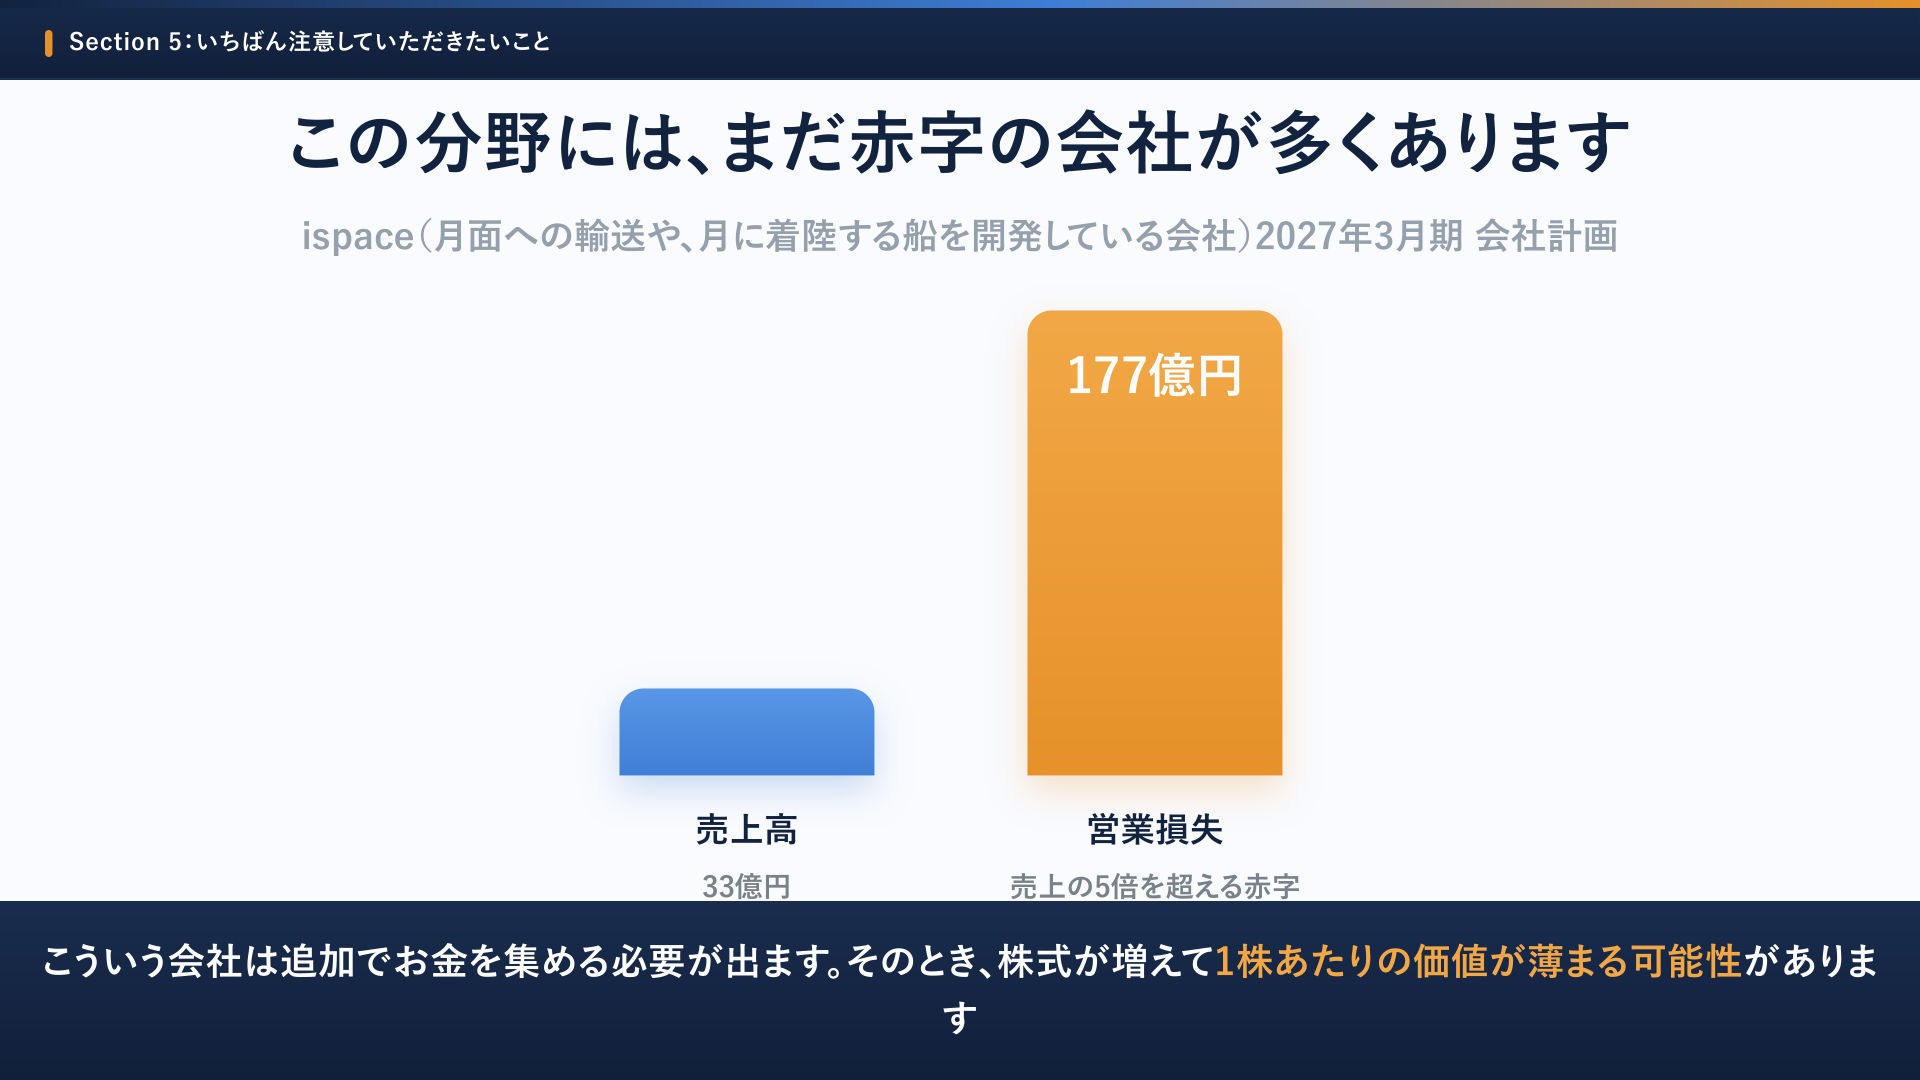 Section 5：いちばん注意していただきたいこと
この分野には、まだ赤字の会社が多くあります
ispace（月面への輸送や、月に着陸する船を開発している会社）2027年3月期 会社計画
177億円
売上高
営業損失
33億円
売上の5倍を超える赤字
こういう会社は追加でお金を集める必要が出ます。そのとき、株式が増えて1株あたりの価値が薄まる可能性がありま
す